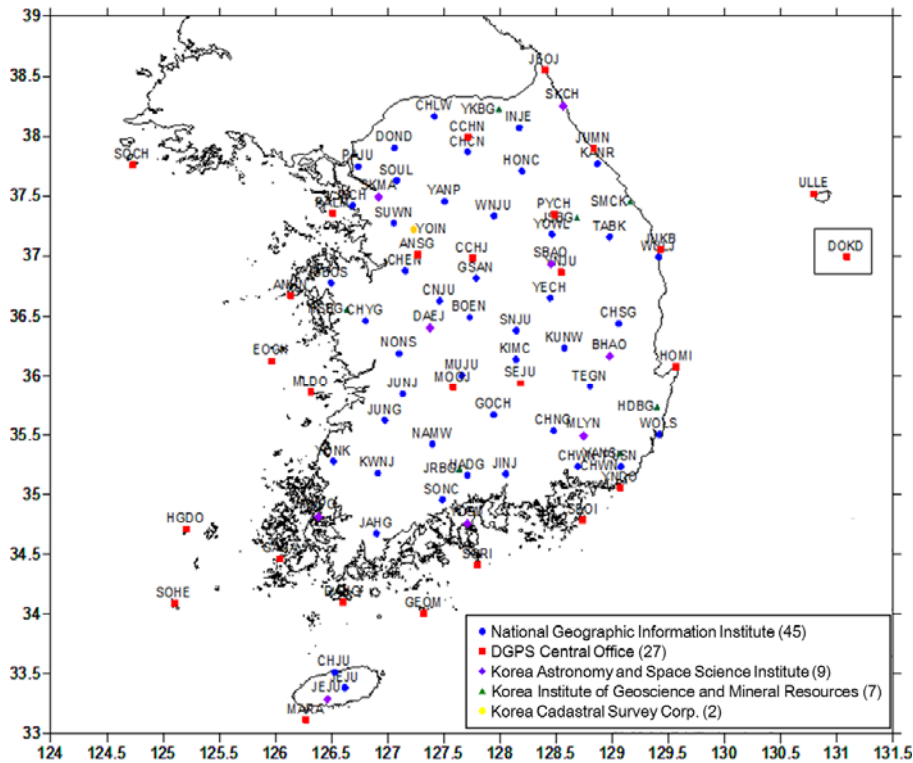 39
38.5
38
37.5
37
36.5
36
35.5
35
34.5
34
33.5
33
JSOJ
SKCH
CHLW
YKBG
INJE
CCHN
CHCN
DOND
JUMN
KANR
SOCH
PAJU
SOUL
HONC
YANP
SMCK
ULLE
SUWN
WNJU
PYCH
YOIN
YOWL
TABK
DOKD
ANSG
CHEN
CCHJ
GSAN
SBAO
JUKB
CNJU
YECH
CHYG
DAEJ
BOEN
SNJU
CHSG
NONS
KIMC
KUNW
BHAO
HOMI
MLDO
MUJU
SEJU
TEGN
JUNJ
GOCH
HDBG
JUNG
CHNG
MLYN
WOLS
NAMW
KWNJ
JRBG
HADG
JINJ
CHWN
CHWN
SONC
YNDO
HGDO
JAHG
SOHE
GEOM
CHJU
JEJU
JEJU
MARA
National Geographic Information Institute (45)
DGPS Central Office (27)
Korea Astronomy and Space Science Institute (9)
Korea Institute of Geoscience and Mineral Resources (7)
Korea Cadastral Survey Corp. (2)
124 124.5 125 125.5 126 126.5 127 127.5 128 128.5 129 129.5 130 130.5 131 131.5